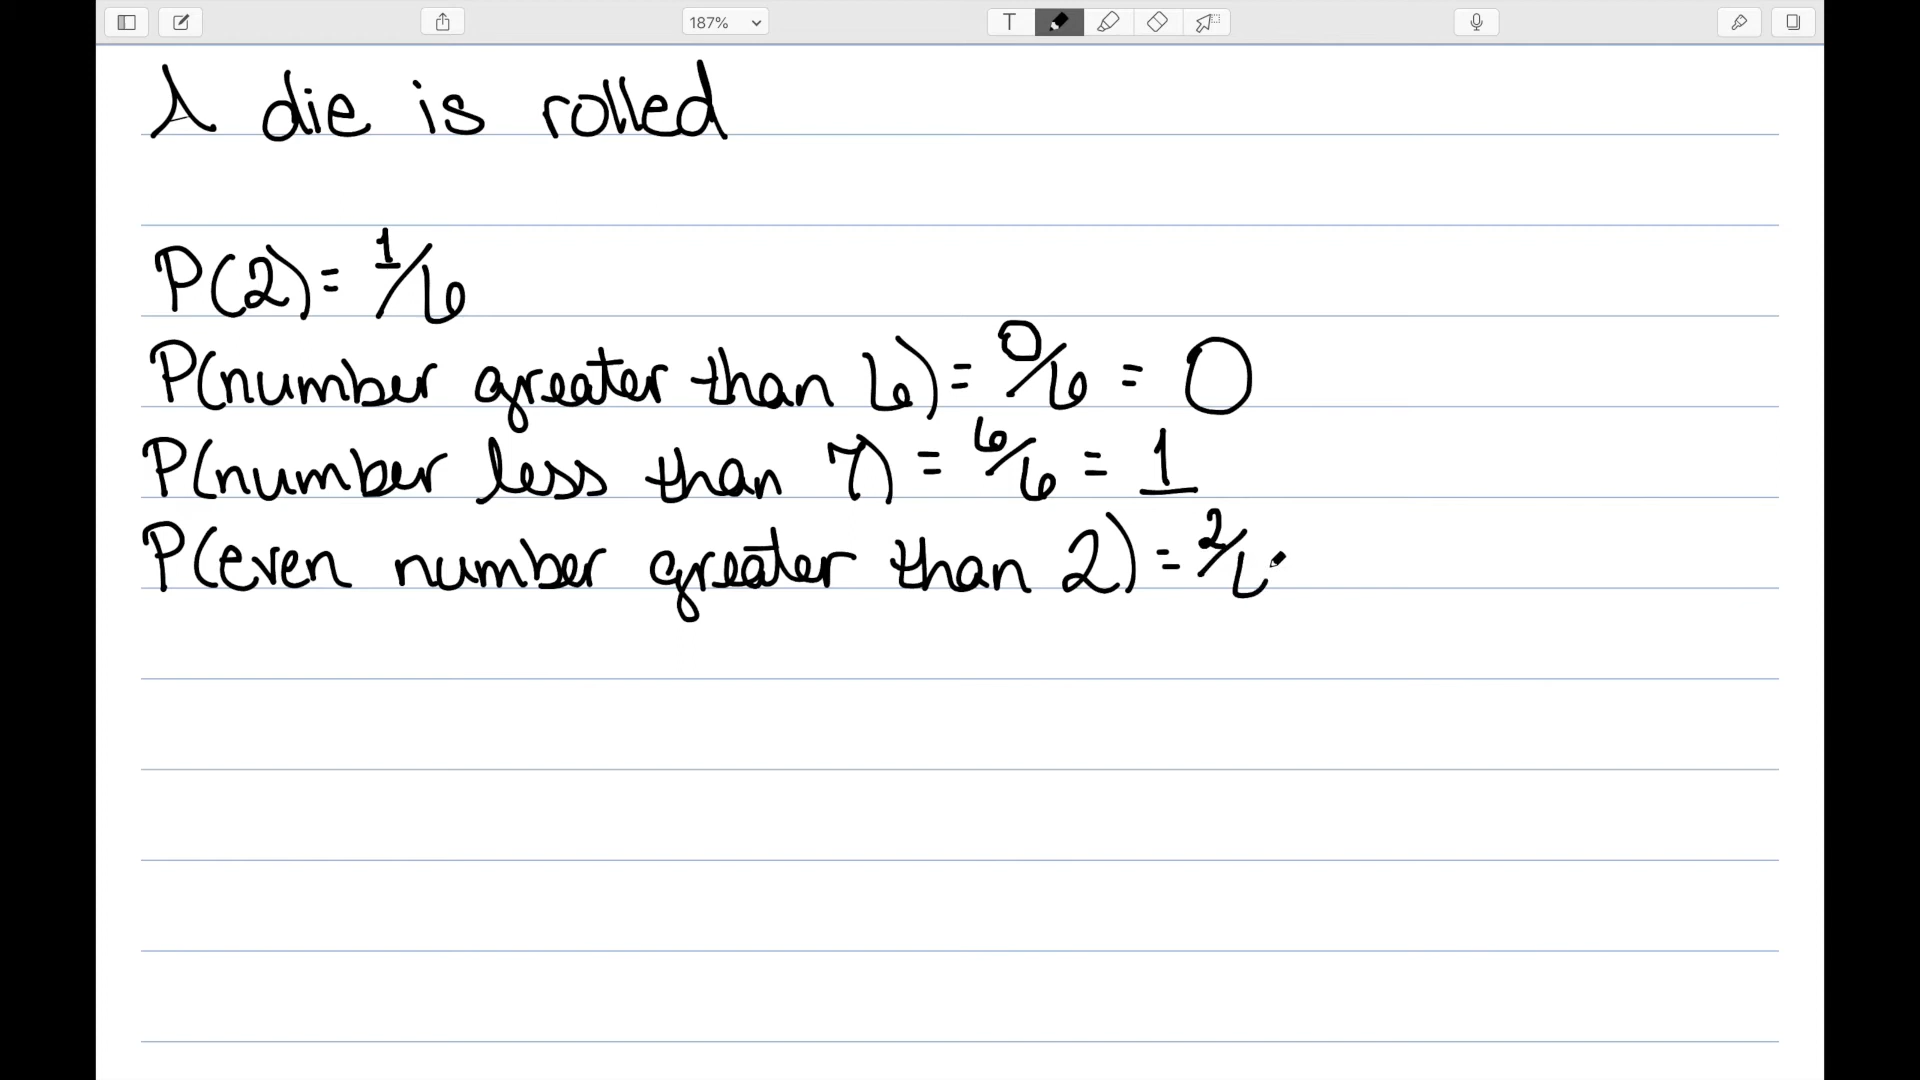 187%
T
A die is rolled
P(2) = 1/6
P(number greater than 6) = 0/6 = 0
P(number less than 7) = 6/6 = 1
P(even number greater than 2) = 2/